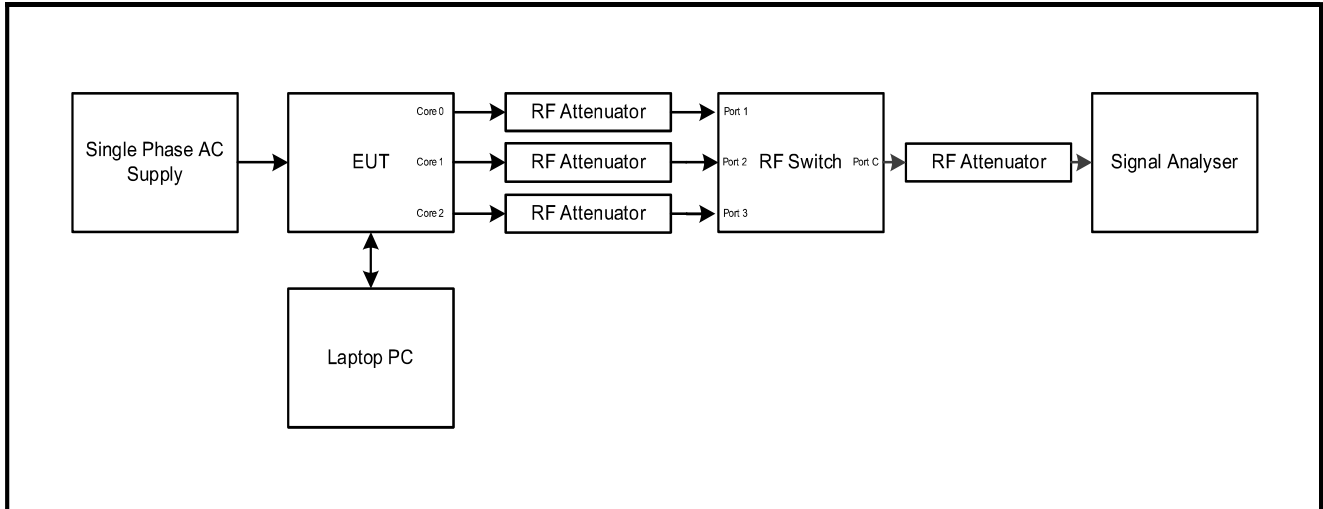 Single Phase AC
Supply
EUT
Core 0
Core 1
Core 2
RF Attenuator
RF Attenuator
RF Attenuator
Port 1
Port 2
Port 3
RF Switch
Port C
RF Attenuator
Signal Analyser
Laptop PC